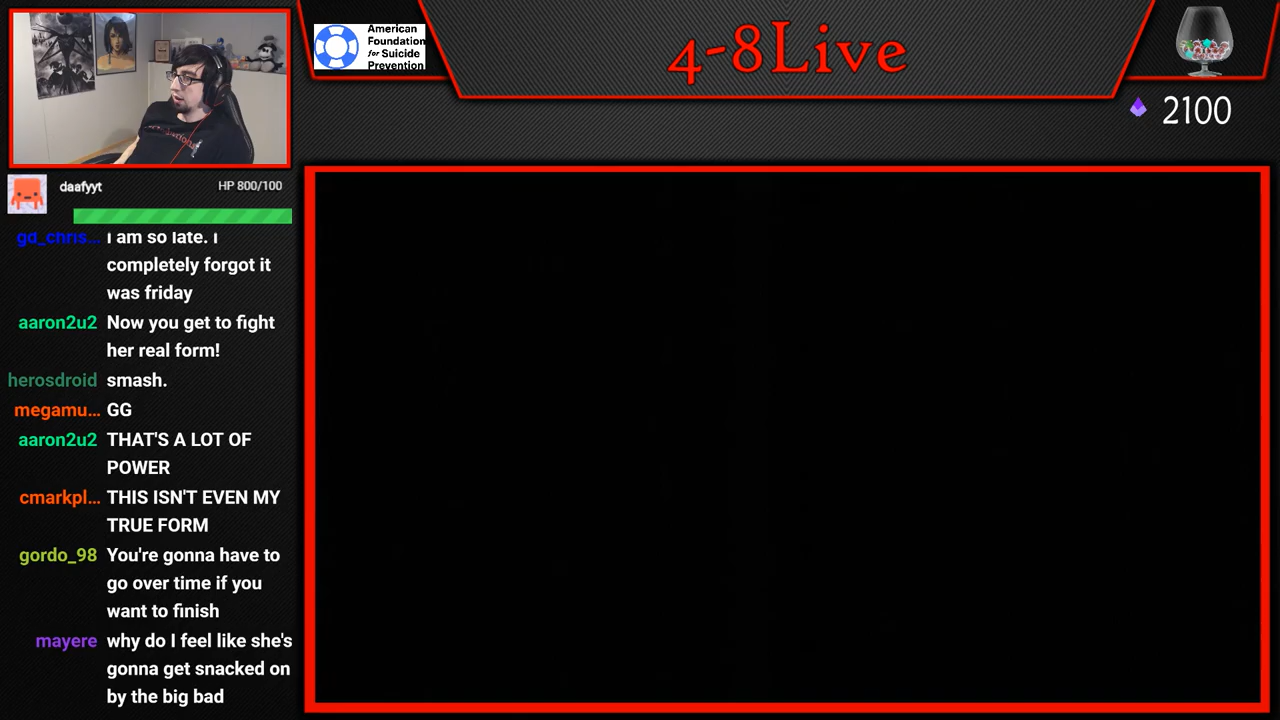 American
Foundation
for Suicide
Prevention
4-8Live
2100
daafyyt
HP 800/100
gd_chris... I am so late. I
completely forgot it
was friday
aaron2u2 Now you get to fight
her real form!
herosdroid smash.
megamu... GG
aaron2u2 THAT'S A LOT OF
POWER
cmarkpl... THIS ISN'T EVEN MY
TRUE FORM
gordo_98 You're gonna have to
go over time if you
want to finish
mayere why do I feel like she's
gonna get snacked on
by the big bad